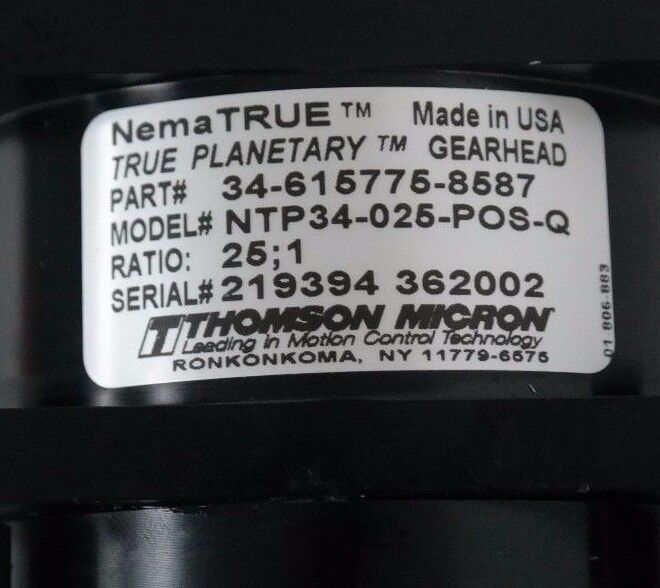 NemaTRUE ™ Made in USA
TRUE PLANETARY ™ GEARHEAD
PART# 34-615775-8587
MODEL# NTP34-025-POS-Q
RATIO: 25;1
SERIAL# 219394 362002
THOMSON MICRON
Leading in Motion Control Technology
RONKONKOMA, NY 11779-6575
01 806 883